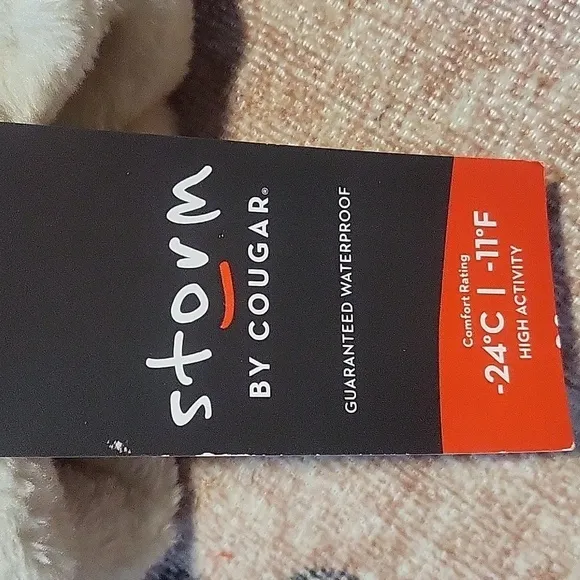 storm
BY COUGAR®
GUARANTEED WATERPROOF
Comfort Rating
-24°C | -11°F
HIGH ACTIVITY